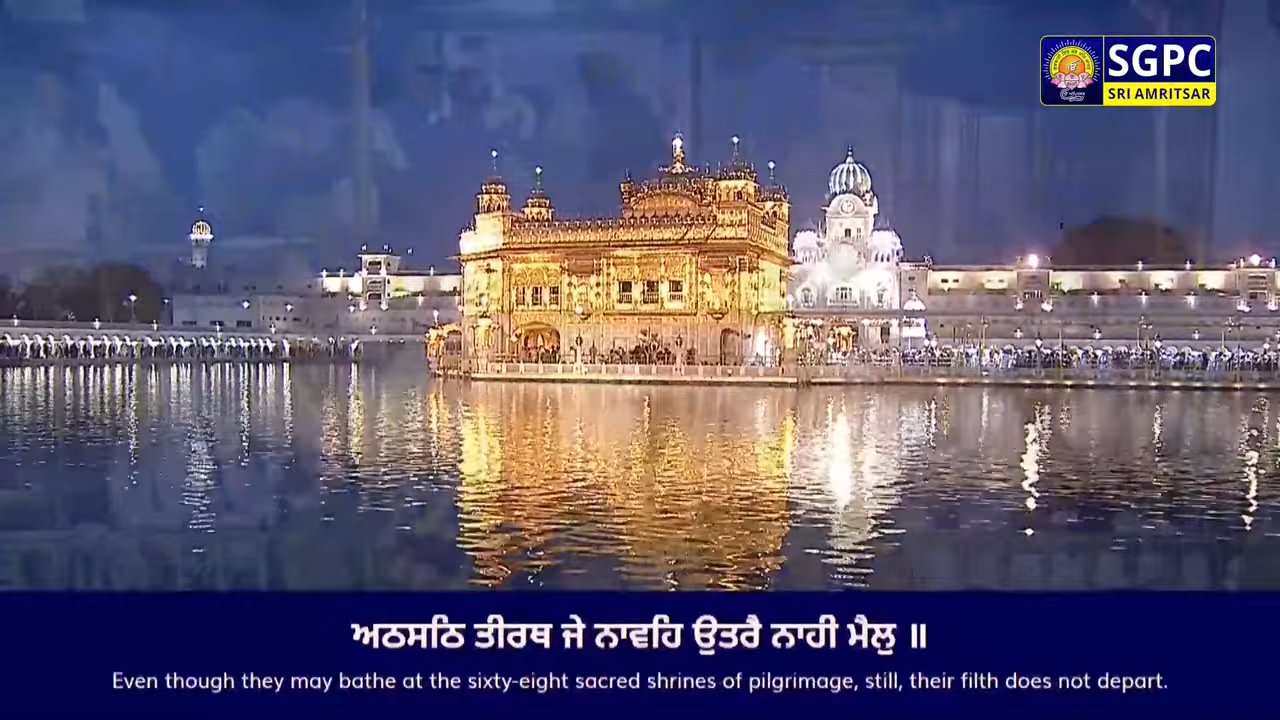 SGPC
SRI AMRITSAR
ਅਠਸਠਿ ਤੀਰਥ ਜੇ ਨਾਵਹਿ ਉਤਰੈ ਨਾਹੀ ਮੈਲੁ ॥
Even though they may bathe at the sixty-eight sacred shrines of pilgrimage, still, their filth does not depart.